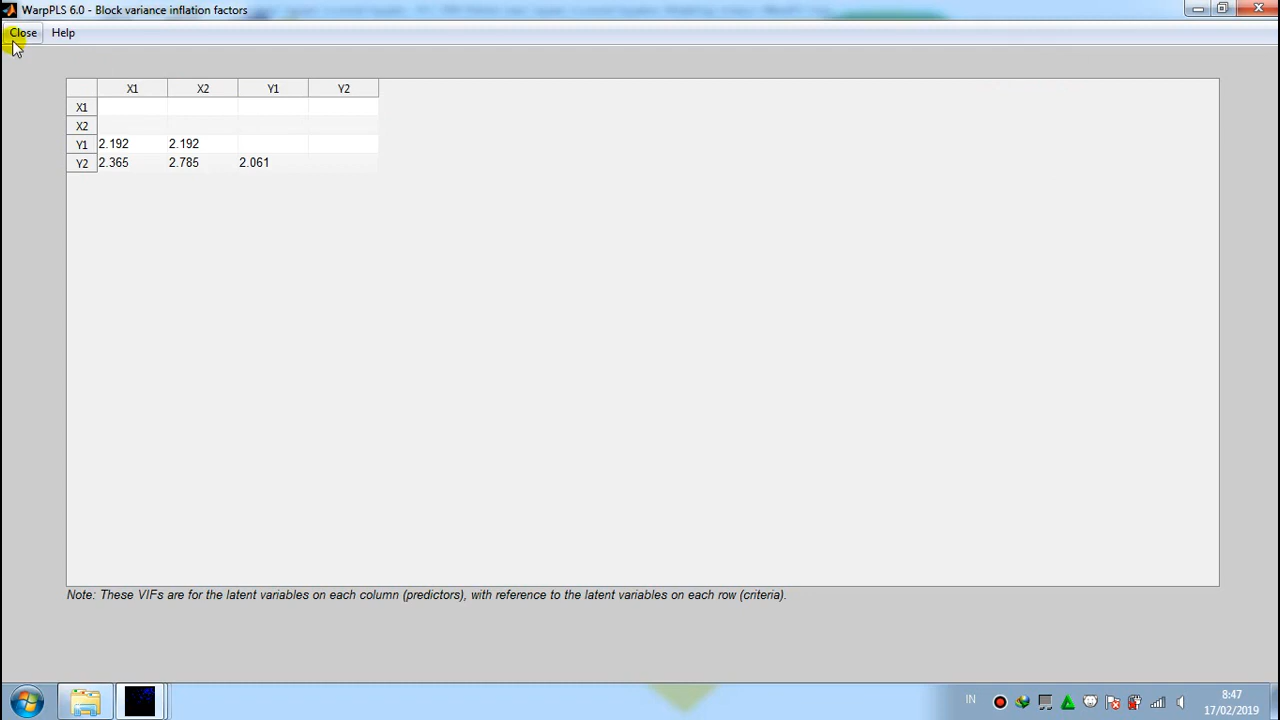 WarpPLS 6.0 - Block variance inflation factors
Close Help
X1 X2 Y1 Y2
X1
X2
Y1 2.192 2.192
Y2 2.365 2.785 2.061
Note: These VIFs are for the latent variables on each column (predictors), with reference to the latent variables on each row (criteria).
IN
8:47
17/02/2019